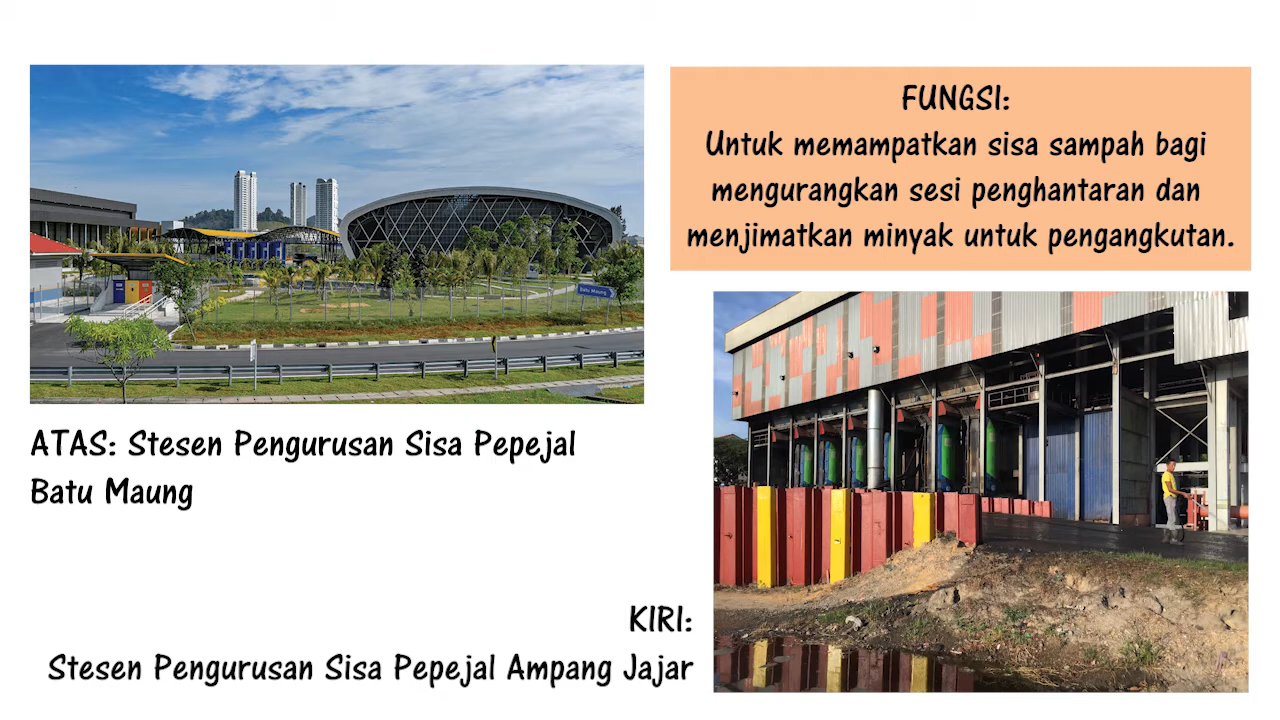 FUNGSI:
Untuk memampatkan sisa sampah bagi
mengurangkan sesi penghantaran dan
menjimatkan minyak untuk pengangkutan.
Batu Maung
ATAS: Stesen Pengurusan Sisa Pepejal
Batu Maung
KIRI:
Stesen Pengurusan Sisa Pepejal Ampang Jajar